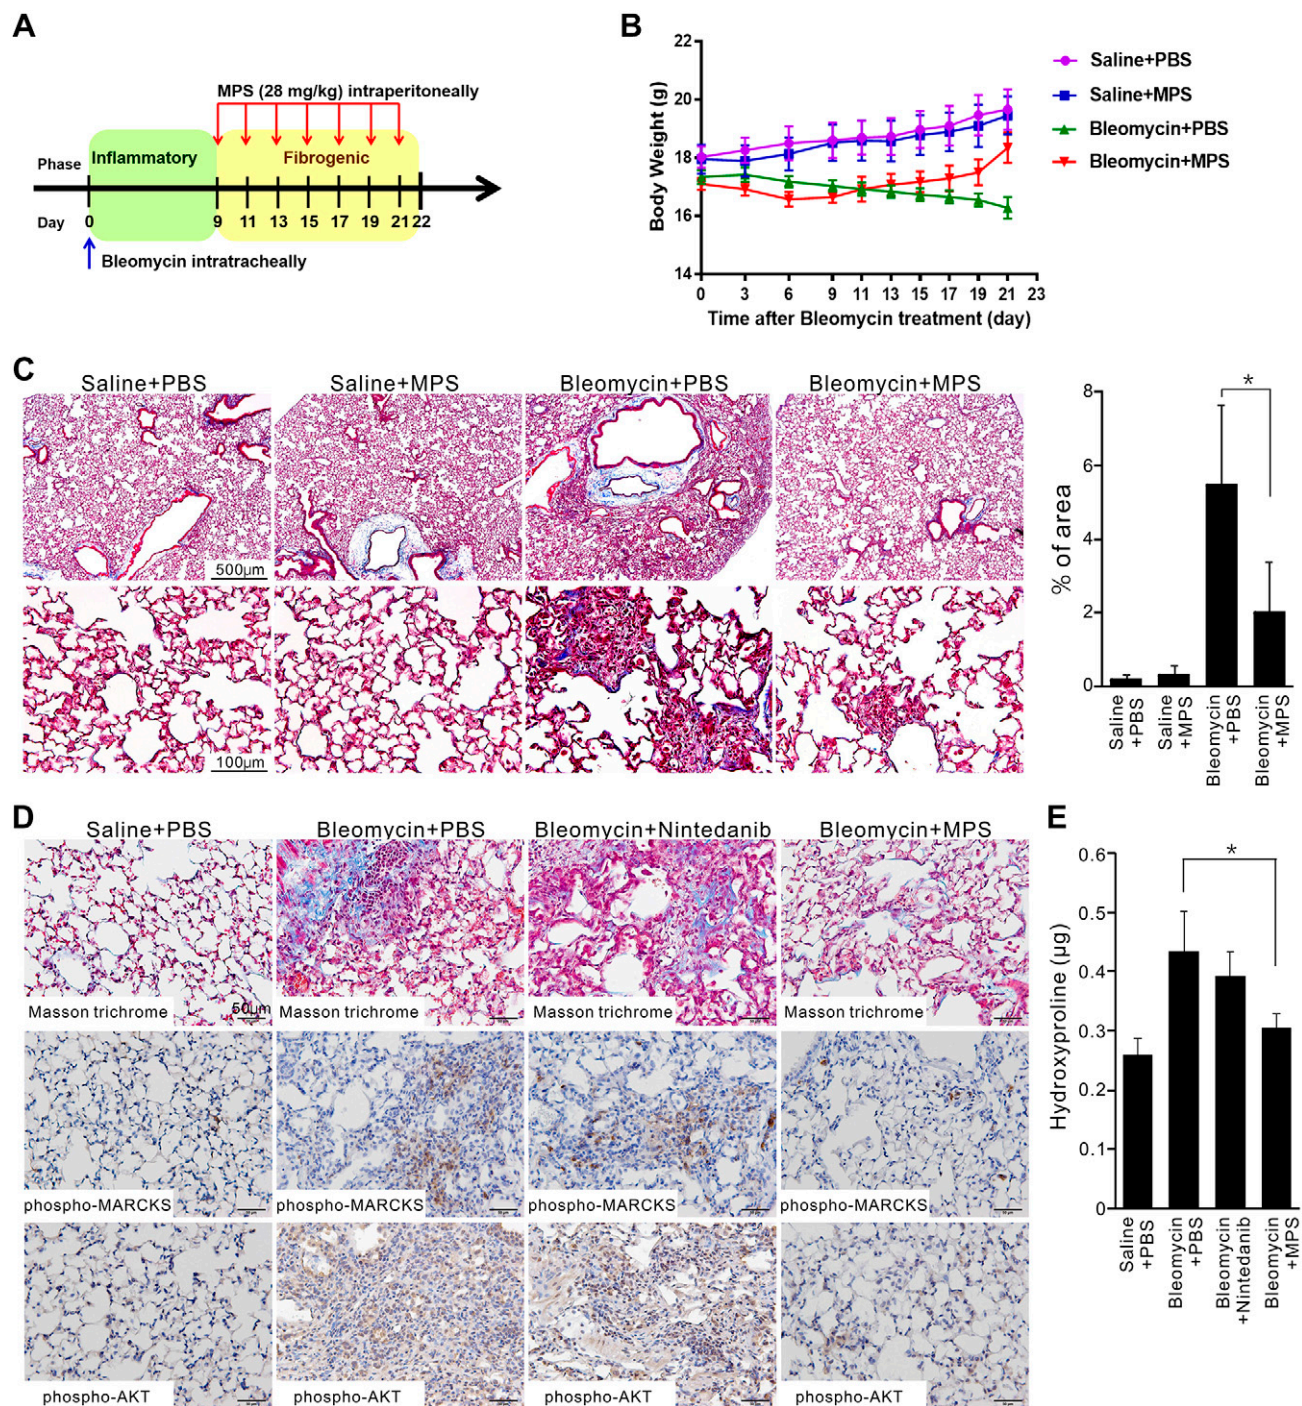 A
MPS (28 mg/kg) intraperitoneally
Phase
Inflammatory
Fibrogenic
Day
0
9
11
13
15
17
19
21
22
Bleomycin intratracheally
B
22
20
18
16
14
Body Weight (g)
0
3
6
9
11
13
15
17
19
21
23
Time after Bleomycin treatment (day)
Saline+PBS
Saline+MPS
Bleomycin+PBS
Bleomycin+MPS
C
Saline+PBS
Saline+MPS
Bleomycin+PBS
Bleomycin+MPS
500μm
100μm
8
6
4
2
0
% of area
*
Saline
+PBS
Saline
+MPS
Bleomycin
+PBS
Bleomycin
+MPS
D
Saline+PBS
Bleomycin+PBS
Bleomycin+Nintedanib
Bleomycin+MPS
Masson trichrome
50μm
Masson trichrome
Masson trichrome
Masson trichrome
phospho-MARCKS
phospho-MARCKS
phospho-MARCKS
phospho-MARCKS
phospho-AKT
phospho-AKT
phospho-AKT
phospho-AKT
E
0.6
0.5
0.4
0.3
0.2
0.1
0
Hydroxyproline (μg)
*
Saline
+PBS
Bleomycin
+PBS
Bleomycin
+Nintedanib
Bleomycin
+MPS